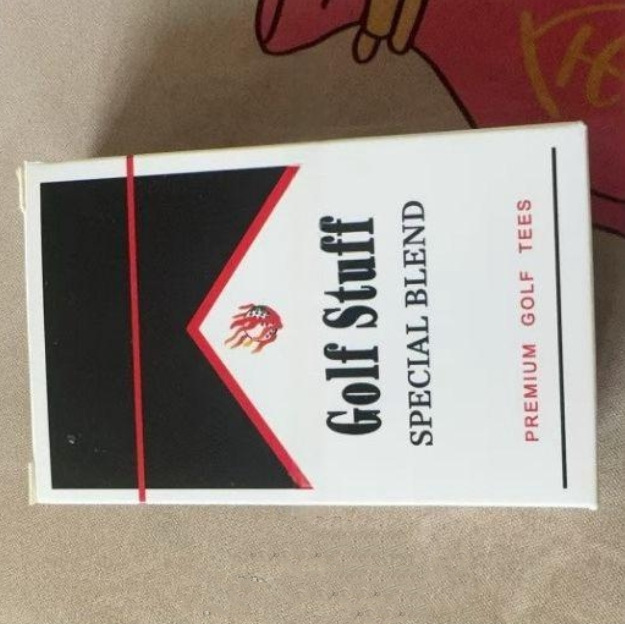 Golf Stuff
SPECIAL BLEND
PREMIUM GOLF TEES